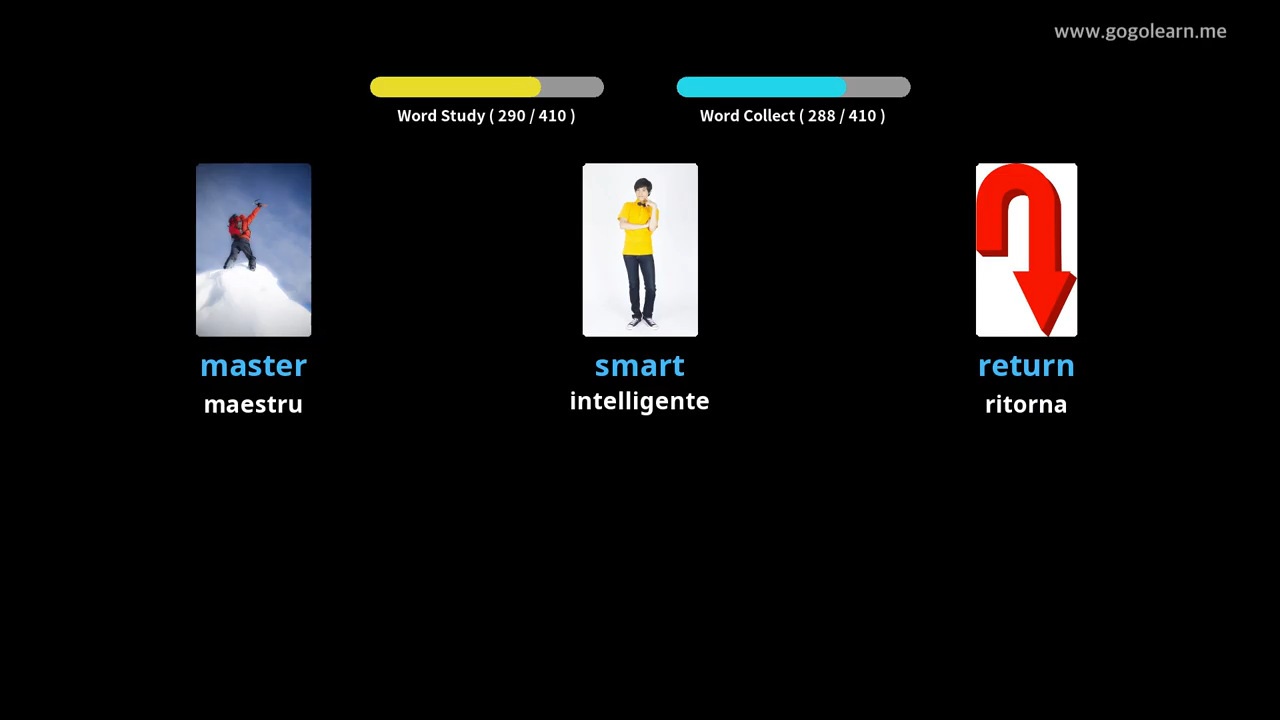 www.gogolearn.me
Word Study ( 290 / 410 )
Word Collect ( 288 / 410 )
master
maestru
smart
intelligente
return
ritorna